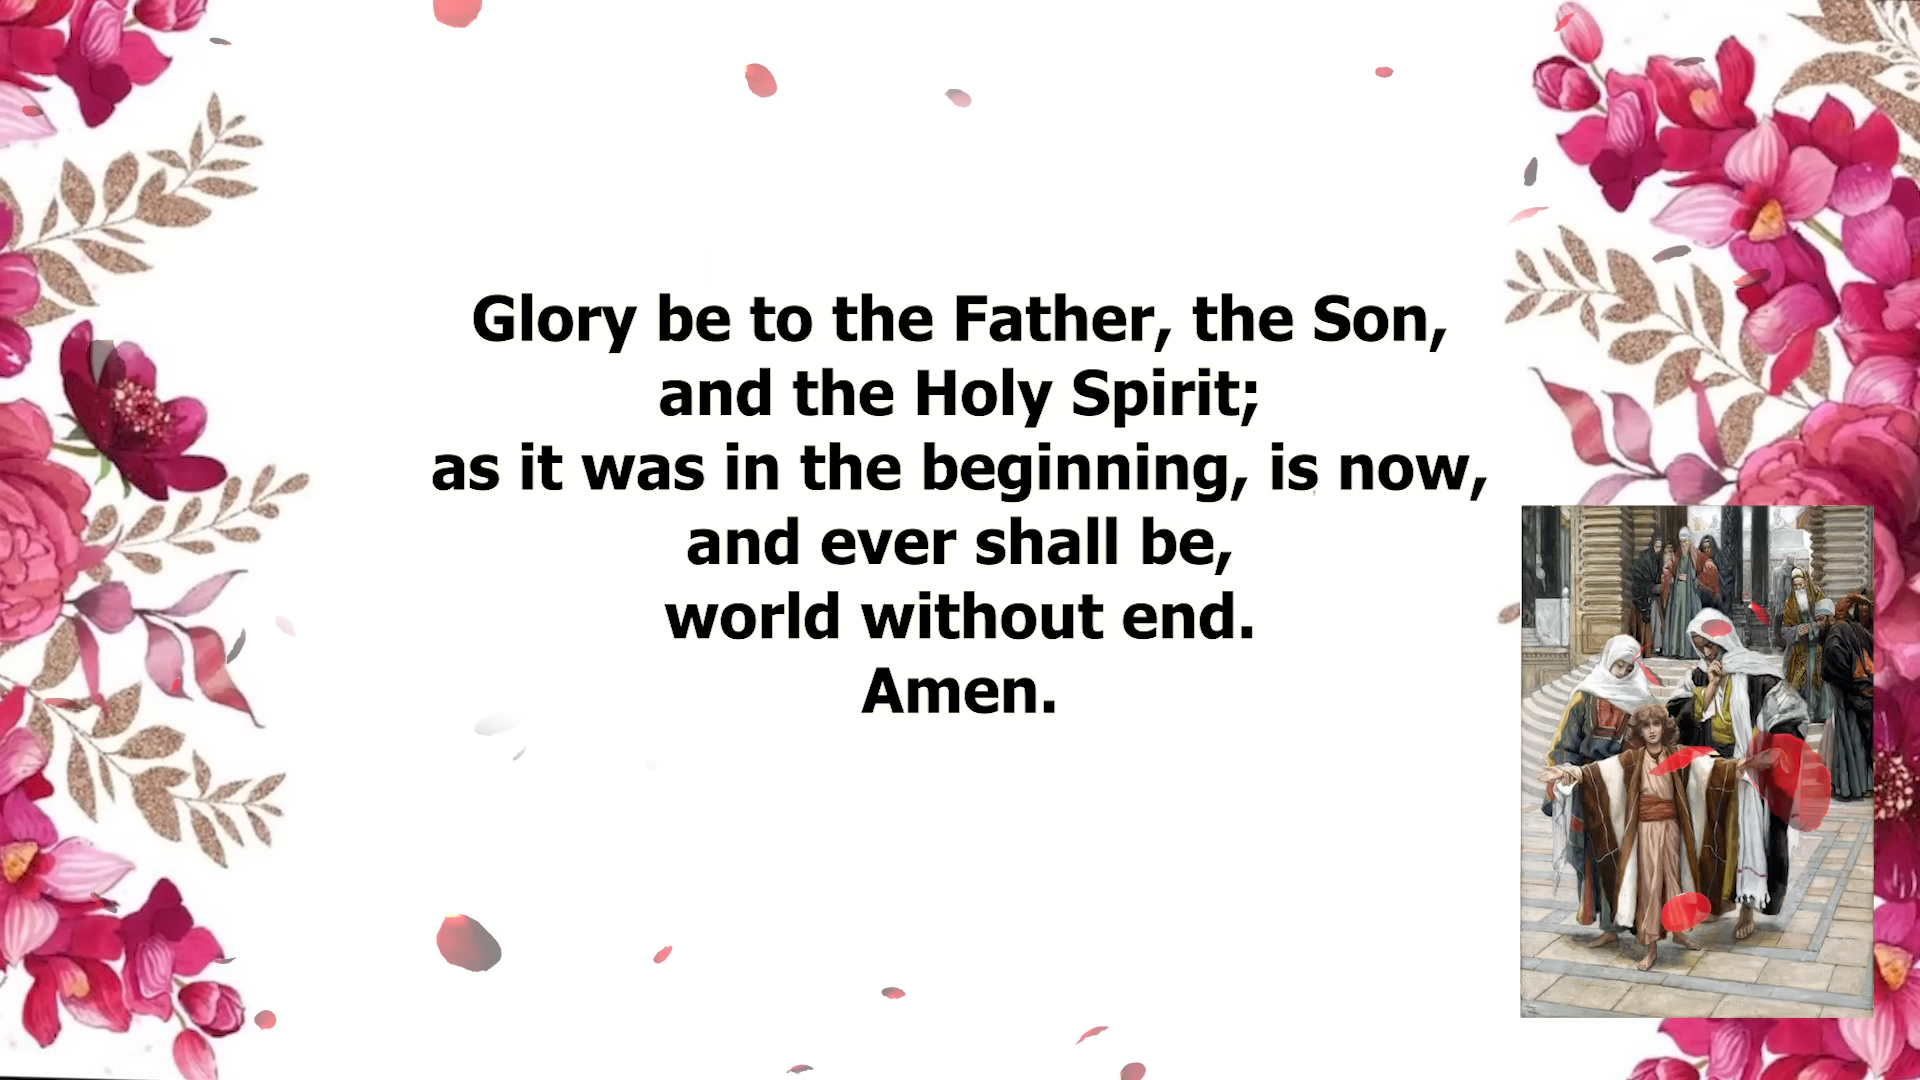 Glory be to the Father, the Son,
and the Holy Spirit;
as it was in the beginning, is now,
and ever shall be,
world without end.
Amen.